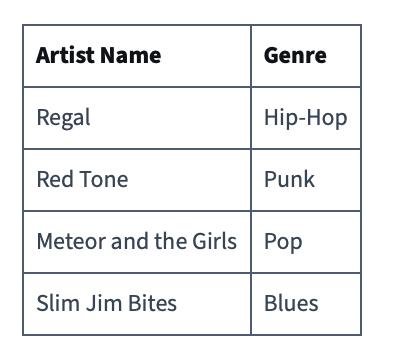 Artist Name Genre
Regal Hip-Hop
Red Tone Punk
Meteor and the Girls Pop
Slim Jim Bites Blues